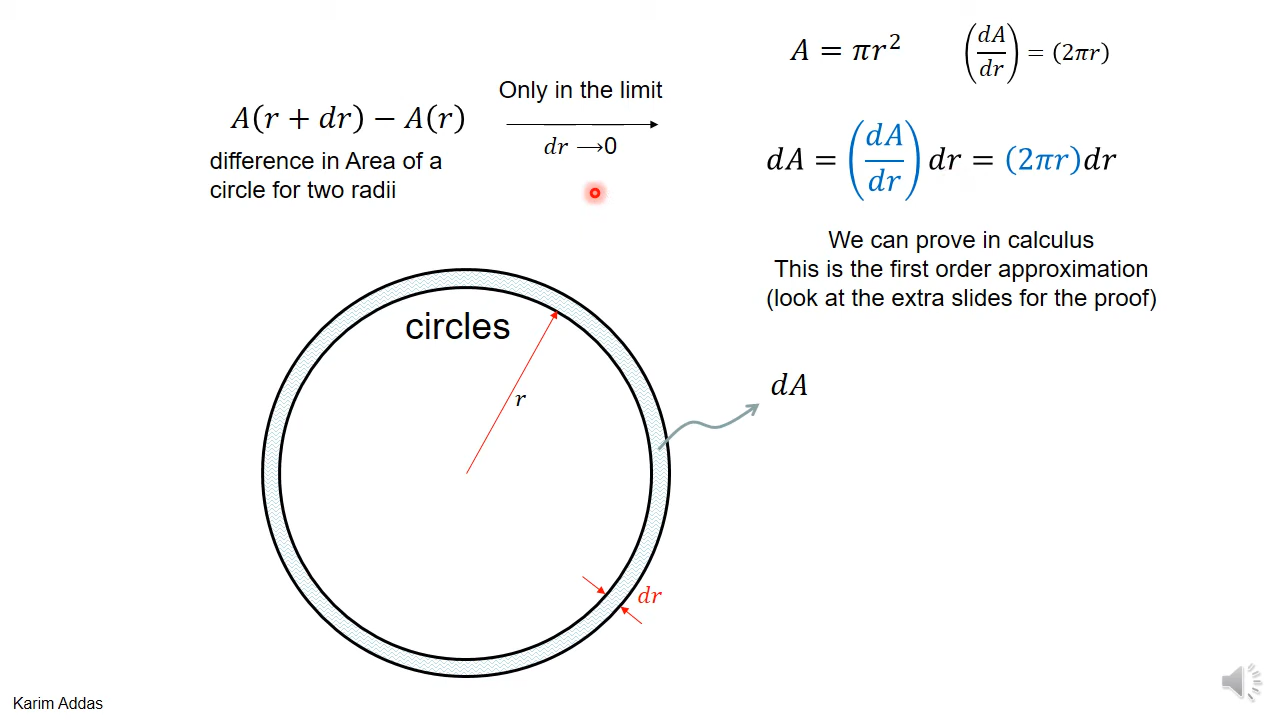 A = πr²
(dA/dr) = (2πr)
Only in the limit
A(r + dr) − A(r)
dr ⟶0
difference in Area of a
circle for two radii
dA = (dA/dr) dr = (2πr)dr
We can prove in calculus
This is the first order approximation
(look at the extra slides for the proof)
circles
r
dA
dr
Karim Addas